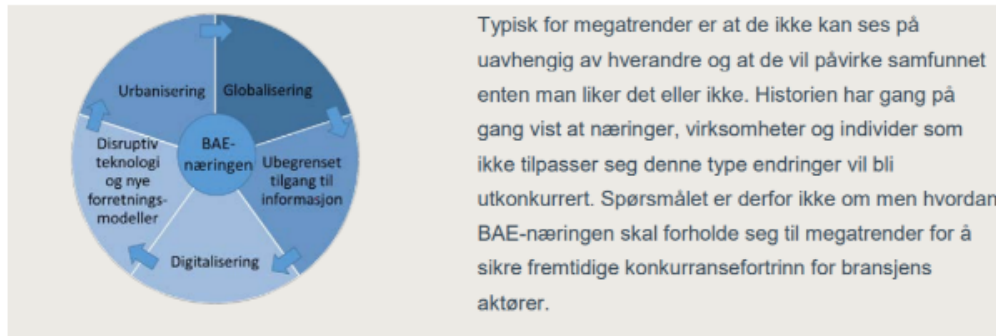 Urbanisering
Globalisering
Disruptiv
teknologi
og nye
forretnings-
modeller
BAE-
næringen
Ubegrenset
tilgang til
informasjon
Digitalisering
Typisk for megatrender er at de ikke kan ses på
uavhengig av hverandre og at de vil påvirke samfunnet
enten man liker det eller ikke. Historien har gang på
gang vist at næringer, virksomheter og individer som
ikke tilpasser seg denne type endringer vil bli
utkonkurrert. Spørsmålet er derfor ikke om men hvordan
BAE-næringen skal forholde seg til megatrender for å
sikre fremtidige konkurransefortrinn for bransjens
aktører.